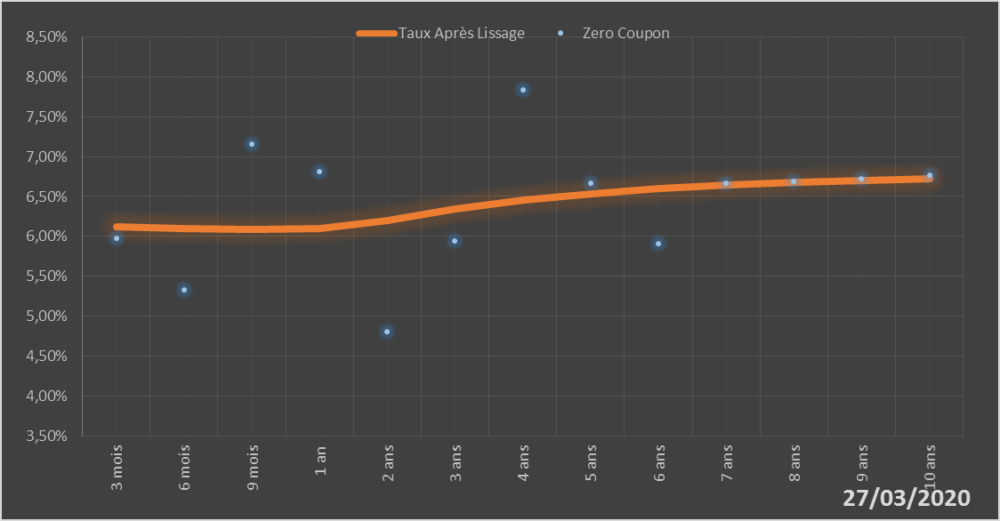 Taux Après Lissage
Zero Coupon
8,50%
8,00%
7,50%
7,00%
6,50%
6,00%
5,50%
5,00%
4,50%
4,00%
3,50%
3 mois
6 mois
9 mois
1 an
2 ans
3 ans
4 ans
5 ans
6 ans
7 ans
8 ans
9 ans
10 ans
27/03/2020